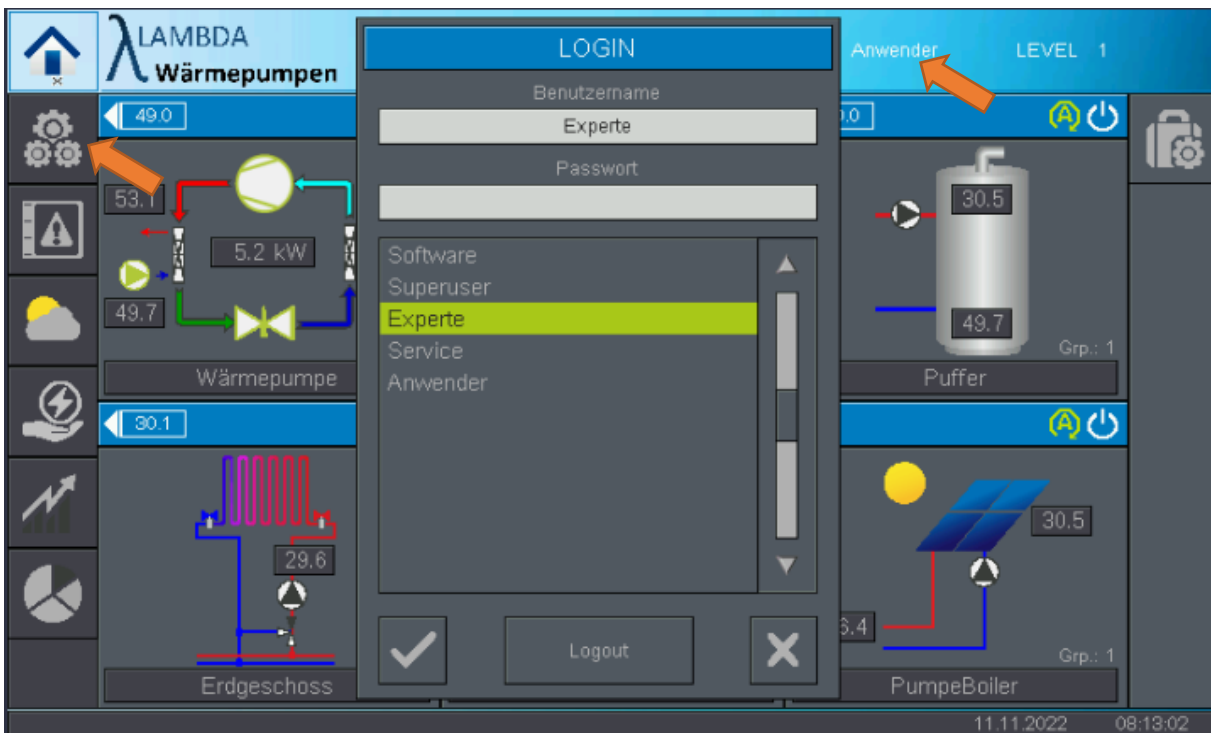 LAMBDA
Wärmepumpen
LOGIN
Anwender
LEVEL 1
Benutzername
Experte
Passwort
Software
Superuser
Experte
Service
Anwender
Logout
49.0
53.1
5.2 kW
49.7
Wärmepumpe
30.5
49.7
Grp.: 1
Puffer
30.1
29.6
Erdgeschoss
30.5
Grp.: 1
PumpeBoiler
11.11.2022 08:13:02